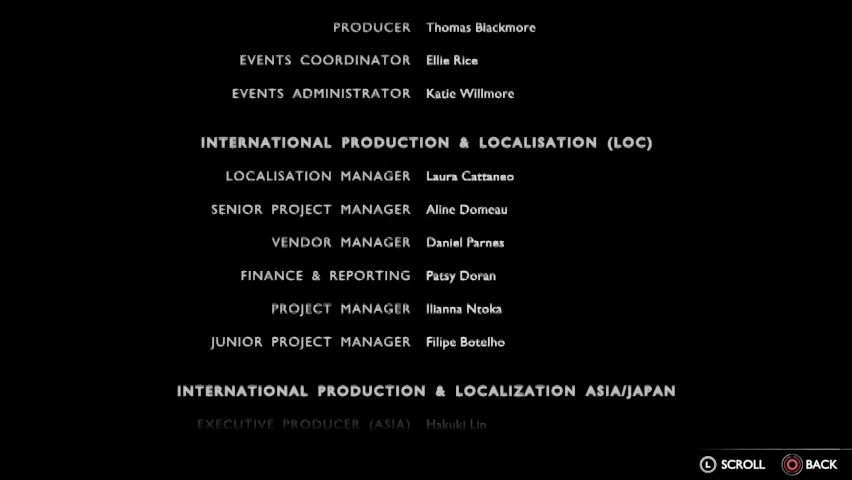 PRODUCER Thomas Blackmore
EVENTS COORDINATOR Ellie Rice
EVENTS ADMINISTRATOR Katie Willmore
INTERNATIONAL PRODUCTION & LOCALISATION (LOC)
LOCALISATION MANAGER Laura Cattaneo
SENIOR PROJECT MANAGER Aline Domeau
VENDOR MANAGER Daniel Parnes
FINANCE & REPORTING Patsy Doran
PROJECT MANAGER Ilianna Ntoka
JUNIOR PROJECT MANAGER Filipe Botelho
INTERNATIONAL PRODUCTION & LOCALIZATION ASIA/JAPAN
EXECUTIVE PRODUCER (ASIA) Hakuki Lin
L SCROLL BACK